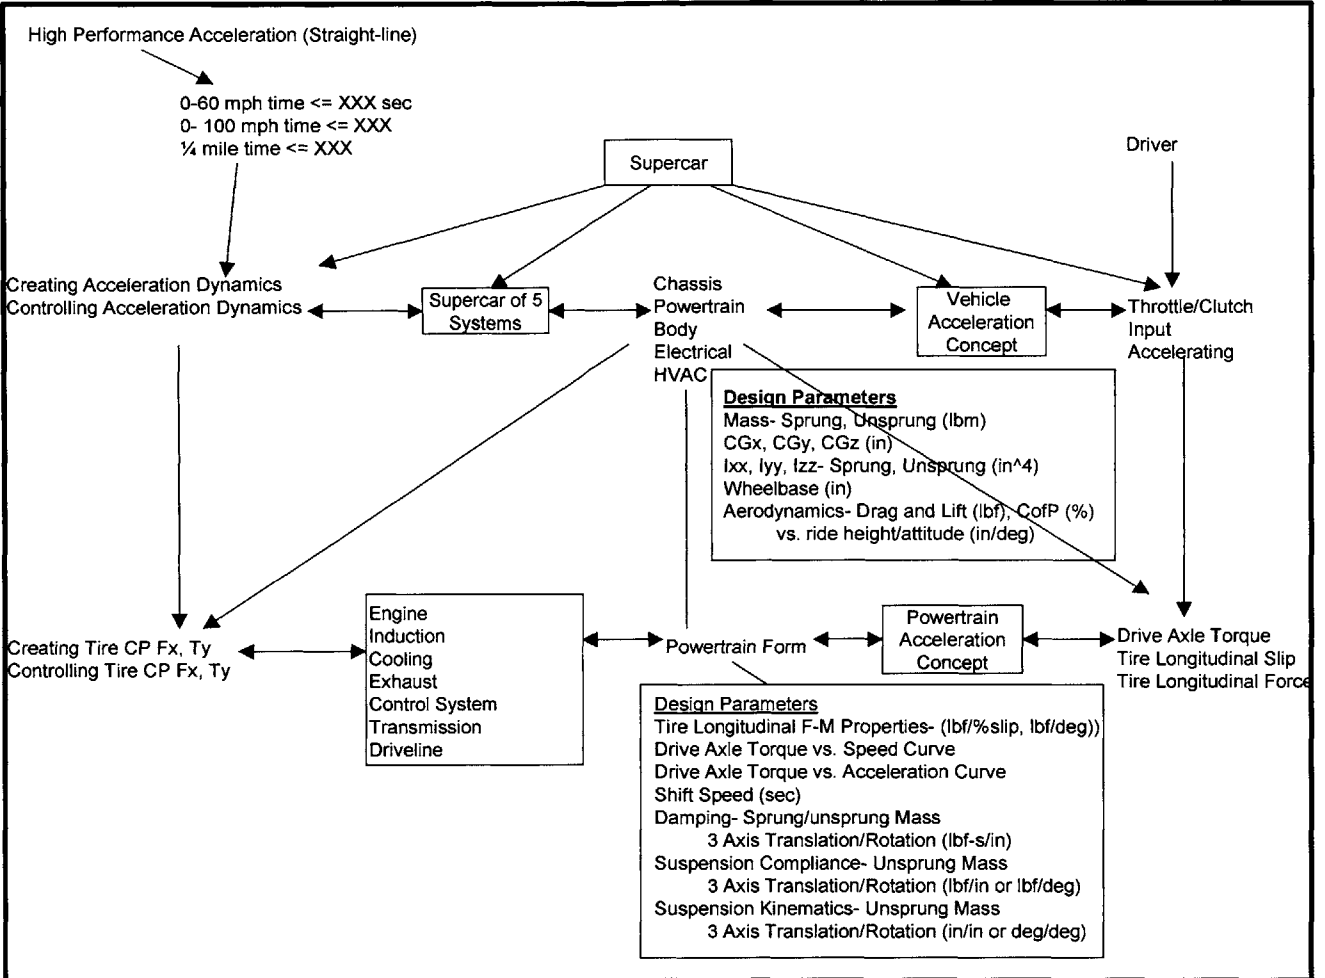 High Performance Acceleration (Straight-line)
0-60 mph time <= XXX sec
0- 100 mph time <= XXX
¼ mile time <= XXX
Supercar
Driver
Creating Acceleration Dynamics
Controlling Acceleration Dynamics
Supercar of 5
Systems
Chassis
Powertrain
Body
Electrical
HVAC
Vehicle
Acceleration
Concept
Throttle/Clutch
Input
Accelerating
Design Parameters
Mass- Sprung, Unsprung (lbm)
CGx, CGy, CGz (in)
Ixx, Iyy, Izz- Sprung, Unsprung (in^4)
Wheelbase (in)
Aerodynamics- Drag and Lift (lbf), CofP (%)
vs. ride height/attitude (in/deg)
Creating Tire CP Fx, Ty
Controlling Tire CP Fx, Ty
Engine
Induction
Cooling
Exhaust
Control System
Transmission
Driveline
Powertrain Form
Powertrain
Acceleration
Concept
Drive Axle Torque
Tire Longitudinal Slip
Tire Longitudinal Force
Design Parameters
Tire Longitudinal F-M Properties- (lbf/%slip, lbf/deg))
Drive Axle Torque vs. Speed Curve
Drive Axle Torque vs. Acceleration Curve
Shift Speed (sec)
Damping- Sprung/unsprung Mass
3 Axis Translation/Rotation (lbf-s/in)
Suspension Compliance- Unsprung Mass
3 Axis Translation/Rotation (lbf/in or lbf/deg)
Suspension Kinematics- Unsprung Mass
3 Axis Translation/Rotation (in/in or deg/deg)